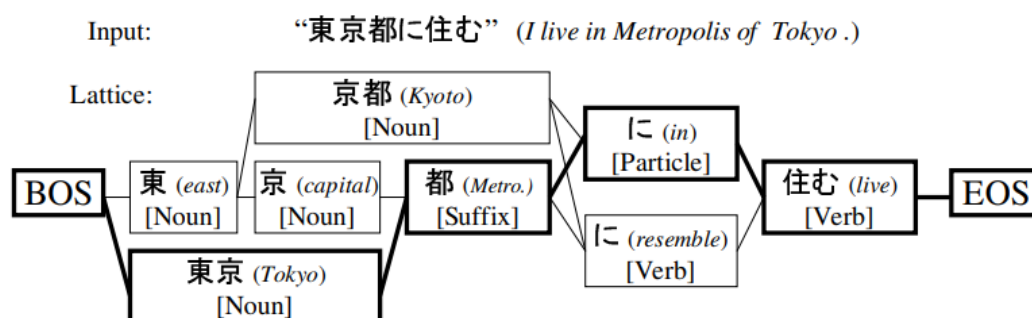 Input: “東京都に住む” (I live in Metropolis of Tokyo .)
Lattice:
京都 (Kyoto)
[Noun]
に (in)
[Particle]
BOS
東 (east)
[Noun]
京 (capital)
[Noun]
都 (Metro.)
[Suffix]
住む (live)
[Verb]
EOS
に (resemble)
[Verb]
東京 (Tokyo)
[Noun]